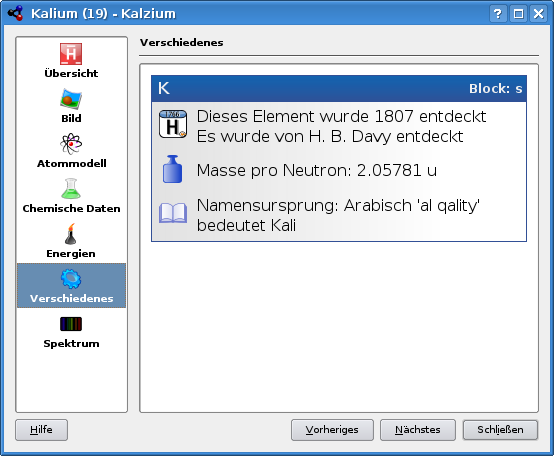 Kalium (19) - Kalzium
Übersicht
Bild
Atommodell
Chemische Daten
Energien
Verschiedenes
Spektrum
Verschiedenes
K
Block: s
1766
H
Dieses Element wurde 1807 entdeckt
Es wurde von H. B. Davy entdeckt
Masse pro Neutron: 2.05781 u
Namensursprung: Arabisch 'al qality'
bedeutet Kali
Hilfe
Vorheriges
Nächstes
Schließen